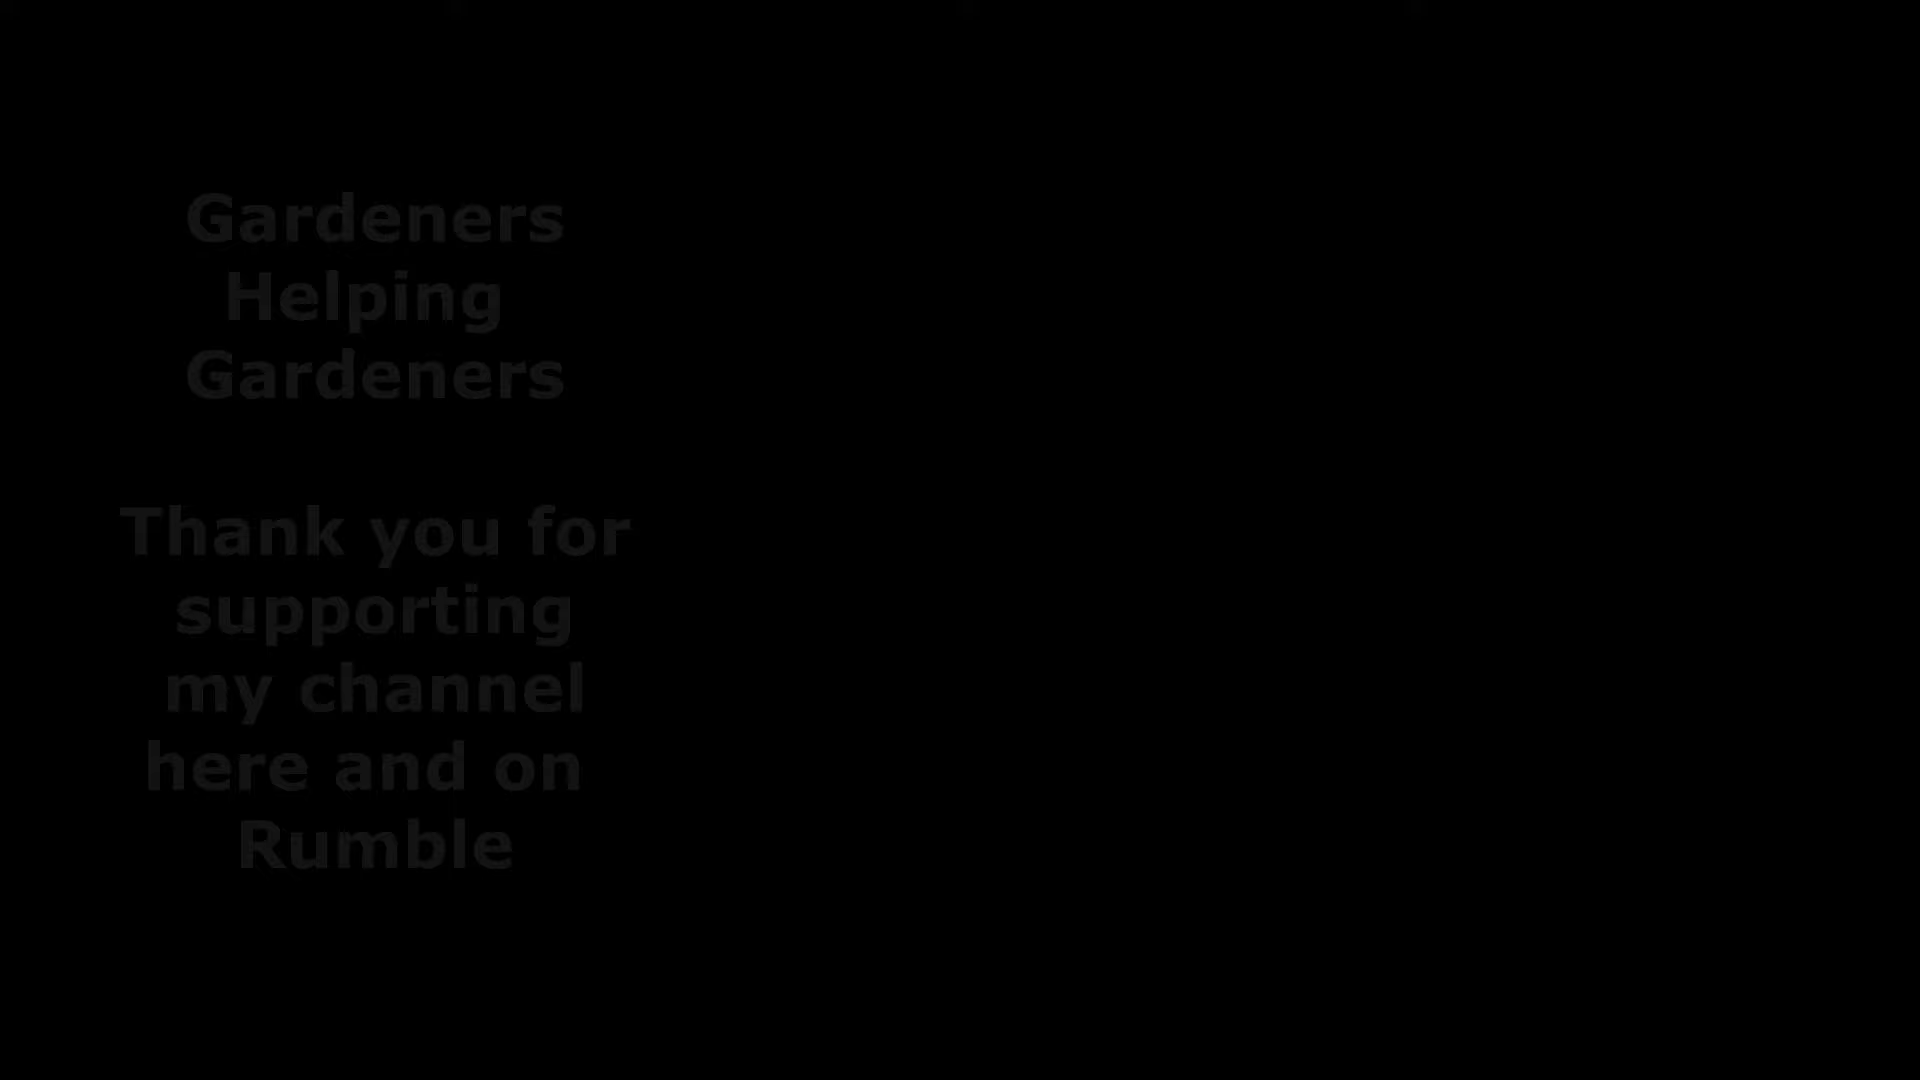 Gardeners
Helping
Gardeners
Thank you for
supporting
my channel
here and on
Rumble